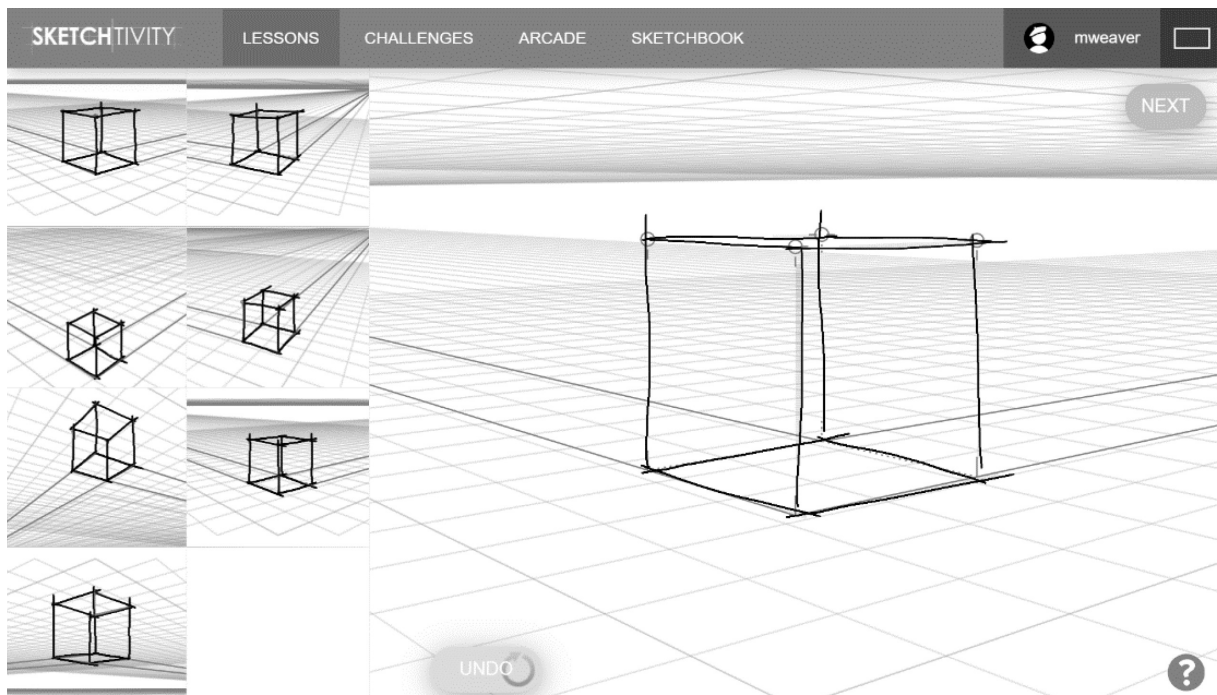 SKETCHTIVITY LESSONS CHALLENGES ARCADE SKETCHBOOK mweaver
NEXT
UNDO
?